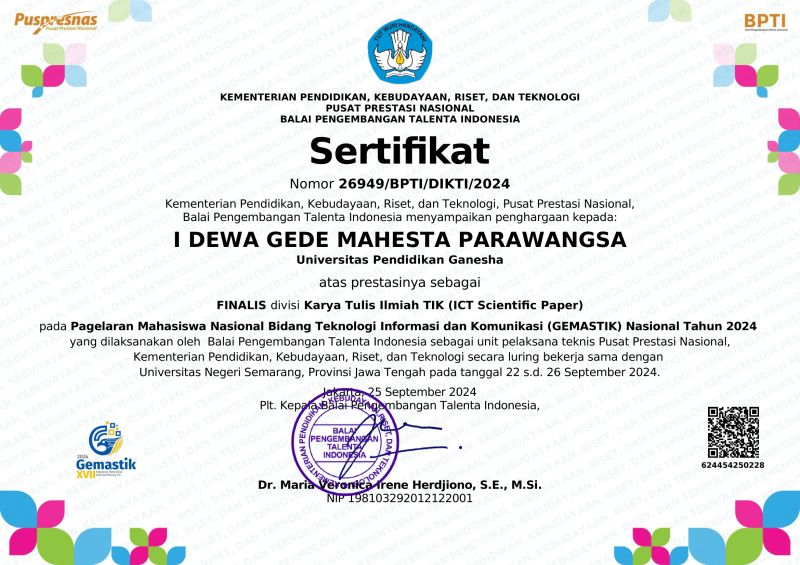 Puspresnas
Pusat Prestasi Nasional
BPTI
TUT WURI HANDAYANI
KEMENTERIAN PENDIDIKAN, KEBUDAYAAN, RISET, DAN TEKNOLOGI
PUSAT PRESTASI NASIONAL
BALAI PENGEMBANGAN TALENTA INDONESIA
Sertifikat
Nomor 26949/BPTI/DIKTI/2024
Kementerian Pendidikan, Kebudayaan, Riset, dan Teknologi, Pusat Prestasi Nasional,
Balai Pengembangan Talenta Indonesia menyampaikan penghargaan kepada:
I DEWA GEDE MAHESTA PARAWANGSA
Universitas Pendidikan Ganesha
atas prestasinya sebagai
FINALIS divisi Karya Tulis Ilmiah TIK (ICT Scientific Paper)
pada Pagelaran Mahasiswa Nasional Bidang Teknologi Informasi dan Komunikasi (GEMASTIK) Nasional Tahun 2024
yang dilaksanakan oleh Balai Pengembangan Talenta Indonesia sebagai unit pelaksana teknis Pusat Prestasi Nasional,
Kementerian Pendidikan, Kebudayaan, Riset, dan Teknologi secara luring bekerja sama dengan
Universitas Negeri Semarang, Provinsi Jawa Tengah pada tanggal 22 s.d. 26 September 2024.
Jakarta, 25 September 2024
Plt. Kepala Balai Pengembangan Talenta Indonesia,
KEMENTERIAN PENDIDIKAN, KEBUDAYAAN, RISET, DAN TEKNOLOGI
BALAI
PENGEMBANGAN
TALENTA
INDONESIA
2024
Gemastik
XVII
624454250228
Dr. Maria Veronica Irene Herdjiono, S.E., M.Si.
NIP 198103292012122001